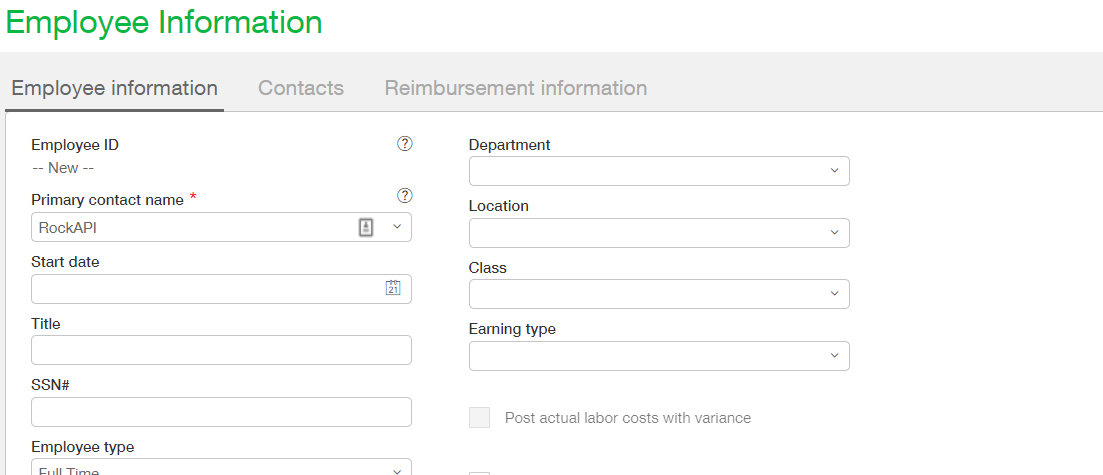 Employee Information
Employee information
Contacts
Reimbursement information
Employee ID
-- New --
Primary contact name *
RockAPI
Start date
21
Title
SSN#
Employee type
Full Time
Department
Location
Class
Earning type
Post actual labor costs with variance